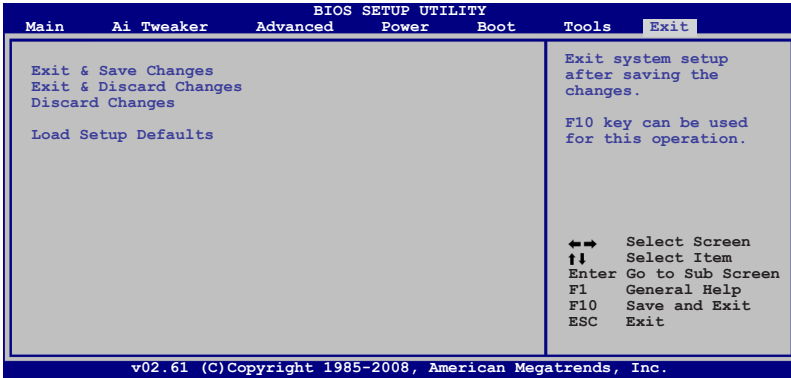 BIOS SETUP UTILITY
Main Ai Tweaker Advanced Power Boot Tools Exit
Exit & Save Changes
Exit & Discard Changes
Discard Changes
Load Setup Defaults
Exit system setup
after saving the
changes.
F10 key can be used
for this operation.
←→ Select Screen
↑↓ Select Item
Enter Go to Sub Screen
F1 General Help
F10 Save and Exit
ESC Exit
v02.61 (C)Copyright 1985-2008, American Megatrends, Inc.